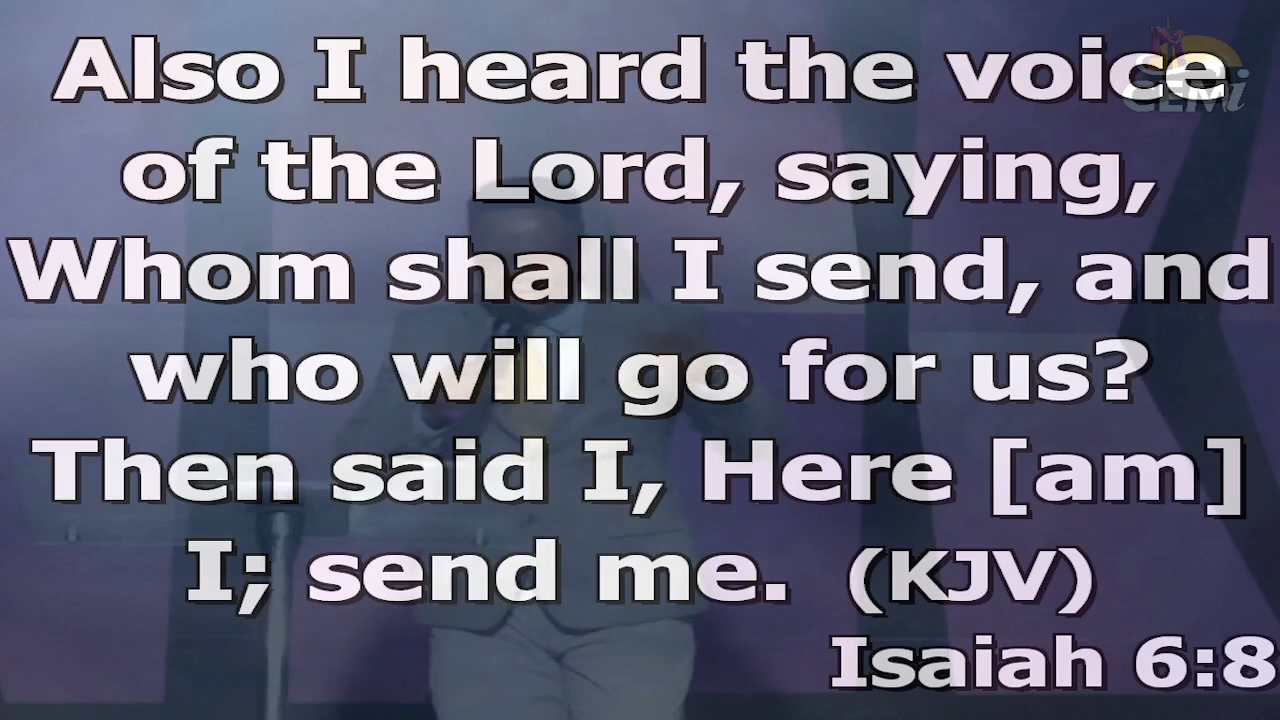 Also I heard the voice
of the Lord, saying,
Whom shall I send, and
who will go for us?
Then said I, Here [am]
I; send me. (KJV)
Isaiah 6:8
CEMi